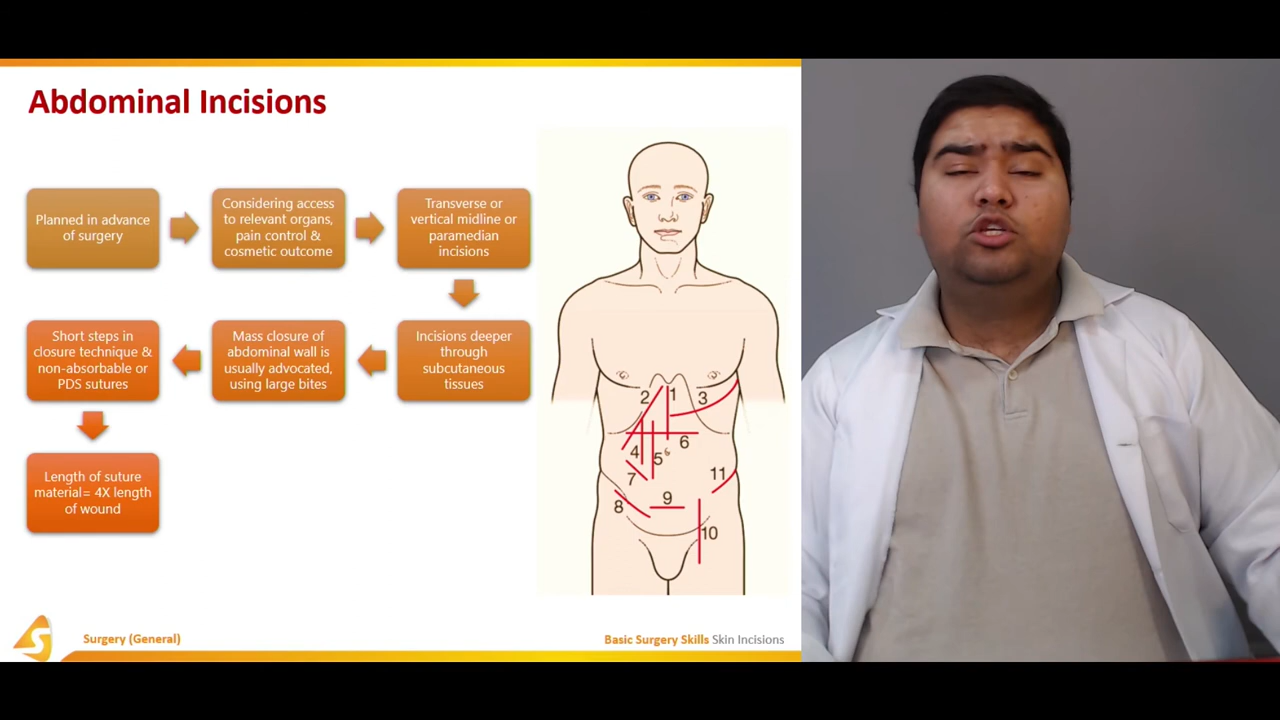 Abdominal Incisions
Planned in advance
of surgery
Considering access
to relevant organs,
pain control &
cosmetic outcome
Transverse or
vertical midline or
paramedian
incisions
Incisions deeper
through
subcutaneous
tissues
Mass closure of
abdominal wall is
usually advocated,
using large bites
Short steps in
closure technique &
non-absorbable or
PDS sutures
Length of suture
material= 4X length
of wound
2
1
3
4
5
6
7
8
9
10
11
S
Surgery (General)
Basic Surgery Skills Skin Incisions